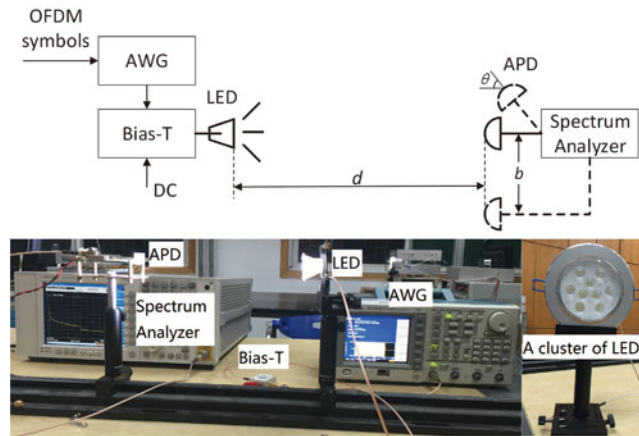 OFDM
symbols
AWG
LED
Bias-T
DC
d
θ
APD
Spectrum
Analyzer
b
APD
LED
AWG
Spectrum
Analyzer
Bias-T
A cluster of LED